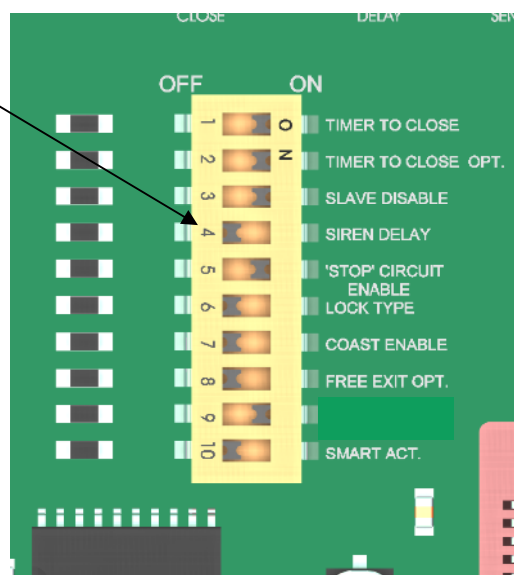 CLOSE DELAY SEN
OFF ON
1 O TIMER TO CLOSE
2 N TIMER TO CLOSE OPT.
3 SLAVE DISABLE
4 SIREN DELAY
5 'STOP' CIRCUIT
ENABLE
6 LOCK TYPE
7 COAST ENABLE
8 FREE EXIT OPT.
9
10 SMART ACT.